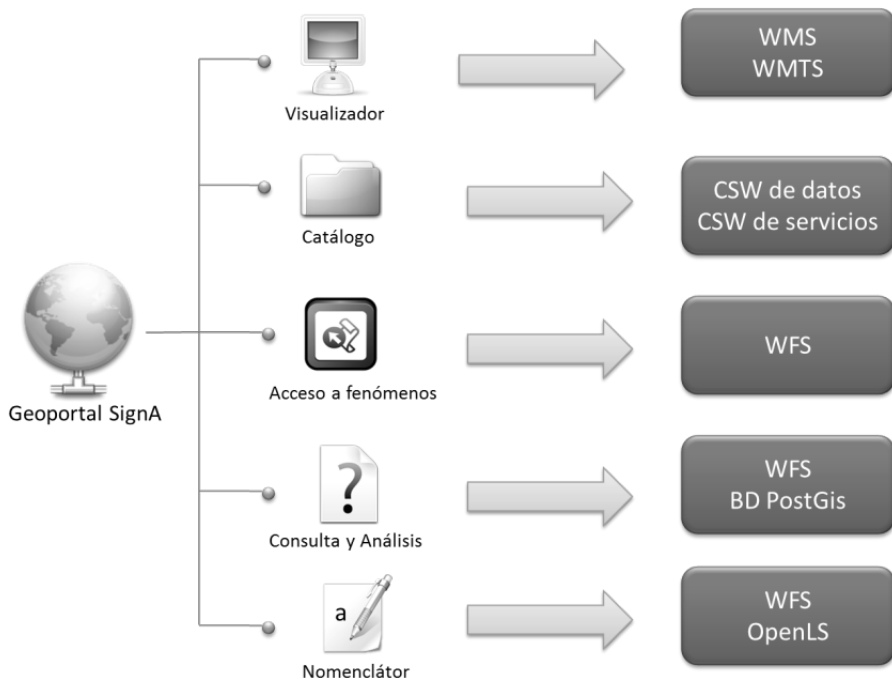 WMS
WMTS
Visualizador
CSW de datos
CSW de servicios
Catálogo
WFS
Acceso a fenómenos
Geoportal SignA
WFS
BD PostGis
?
Consulta y Análisis
WFS
OpenLS
a
Nomenclátor